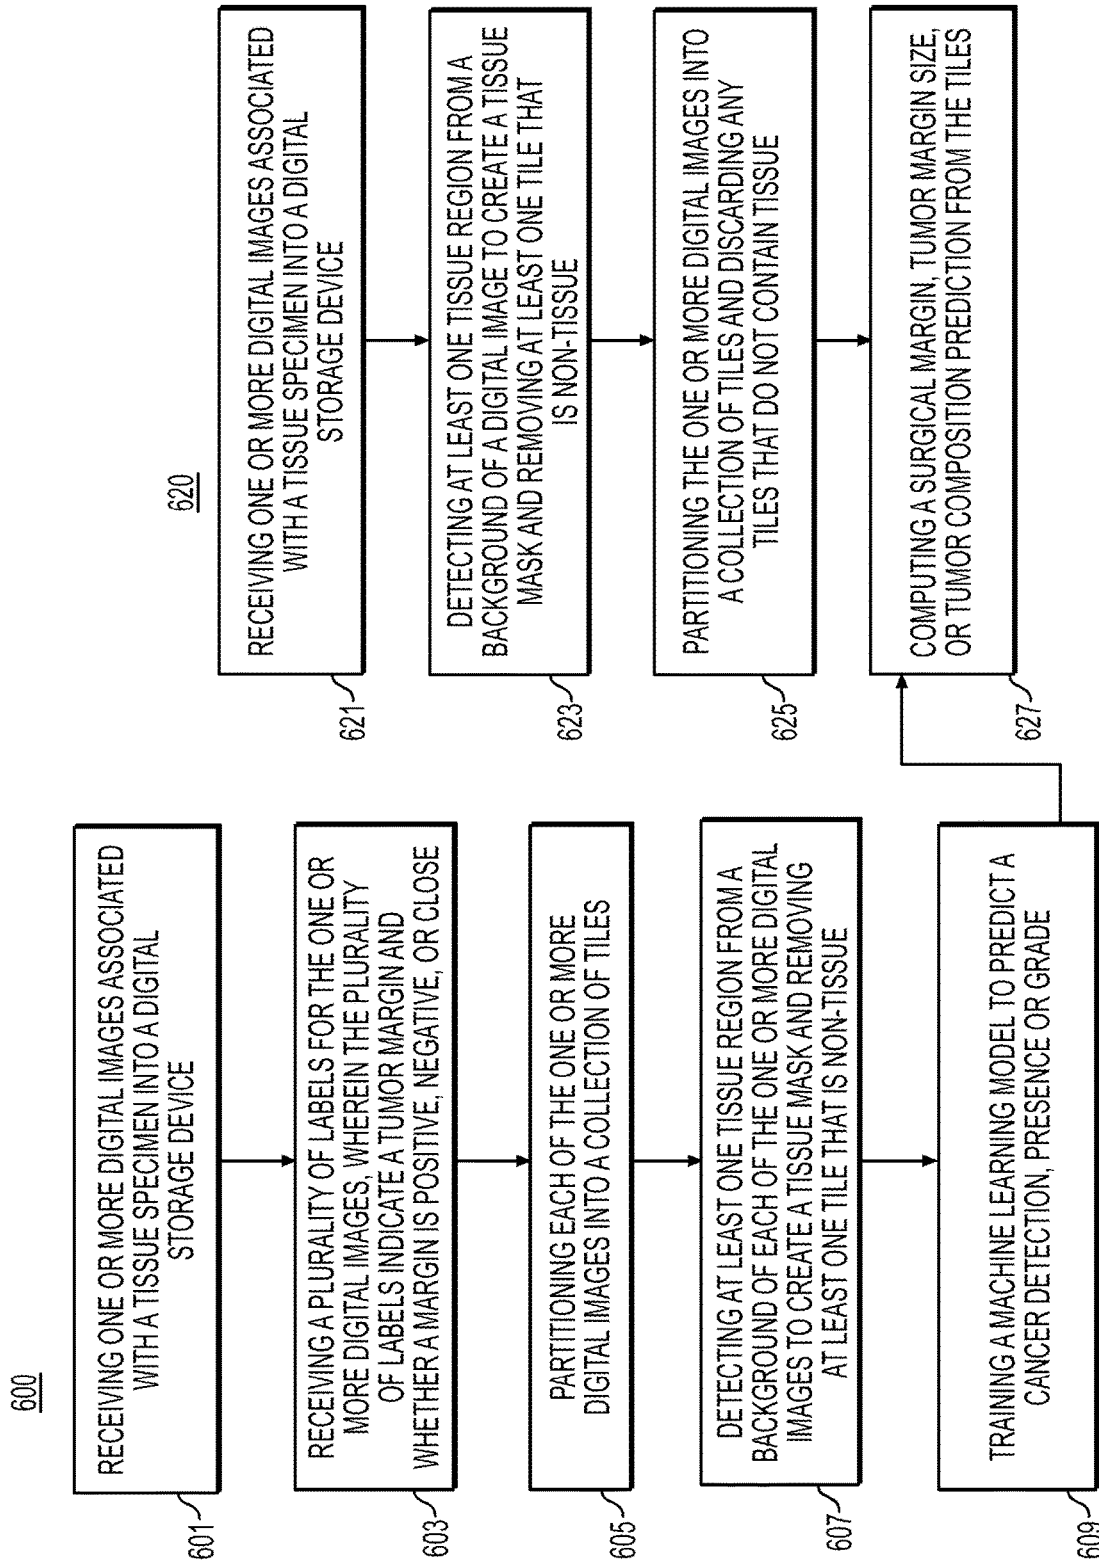 600
RECEIVING ONE OR MORE DIGITAL IMAGES ASSOCIATED
WITH A TISSUE SPECIMEN INTO A DIGITAL
STORAGE DEVICE
601
RECEIVING A PLURALITY OF LABELS FOR THE ONE OR
MORE DIGITAL IMAGES, WHEREIN THE PLURALITY
OF LABELS INDICATE A TUMOR MARGIN AND
WHETHER A MARGIN IS POSITIVE, NEGATIVE, OR CLOSE
603
PARTITIONING EACH OF THE ONE OR MORE
DIGITAL IMAGES INTO A COLLECTION OF TILES
605
DETECTING AT LEAST ONE TISSUE REGION FROM A
BACKGROUND OF EACH OF THE ONE OR MORE DIGITAL
IMAGES TO CREATE A TISSUE MASK AND REMOVING
AT LEAST ONE TILE THAT IS NON-TISSUE
607
TRAINING A MACHINE LEARNING MODEL TO PREDICT A
CANCER DETECTION, PRESENCE OR GRADE
609
620
RECEIVING ONE OR MORE DIGITAL IMAGES ASSOCIATED
WITH A TISSUE SPECIMEN INTO A DIGITAL
STORAGE DEVICE
621
DETECTING AT LEAST ONE TISSUE REGION FROM A
BACKGROUND OF A DIGITAL IMAGE TO CREATE A TISSUE
MASK AND REMOVING AT LEAST ONE TILE THAT
IS NON-TISSUE
623
PARTITIONING THE ONE OR MORE DIGITAL IMAGES INTO
A COLLECTION OF TILES AND DISCARDING ANY
TILES THAT DO NOT CONTAIN TISSUE
625
COMPUTING A SURGICAL MARGIN, TUMOR MARGIN SIZE,
OR TUMOR COMPOSITION PREDICTION FROM THE TILES
627